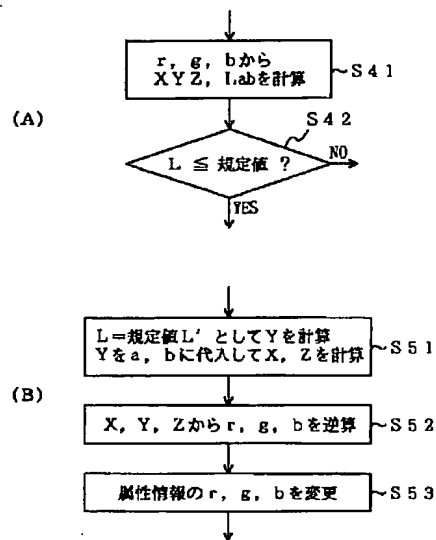 (A)
r, g, bから
XYZ, Labを計算
S41
S42
L ≦ 規定値 ?
NO
YES
(B)
L=規定値L' としてYを計算
Yをa, bに代入してX, Zを計算
S51
X, Y, Zからr, g, bを逆算
S52
属性情報のr, g, bを変更
S53